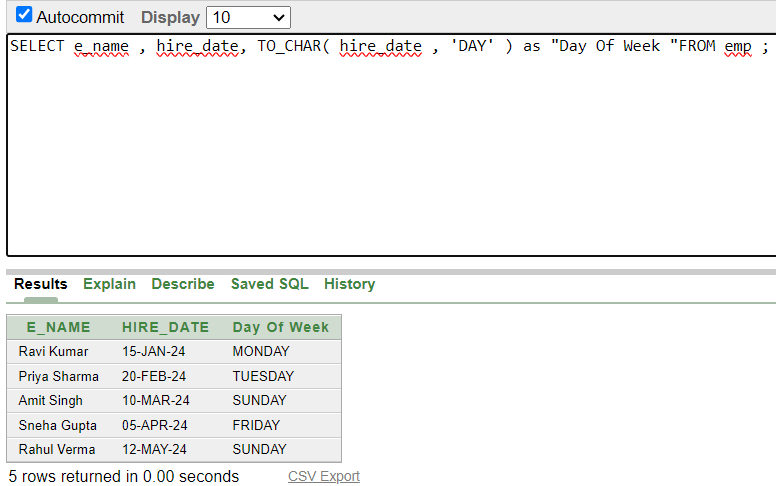 Autocommit Display 10
SELECT e_name , hire_date, TO_CHAR( hire_date , 'DAY' ) as "Day Of Week "FROM emp ;
Results Explain Describe Saved SQL History
E_NAME HIRE_DATE Day Of Week
Ravi Kumar 15-JAN-24 MONDAY
Priya Sharma 20-FEB-24 TUESDAY
Amit Singh 10-MAR-24 SUNDAY
Sneha Gupta 05-APR-24 FRIDAY
Rahul Verma 12-MAY-24 SUNDAY
5 rows returned in 0.00 seconds CSV Export